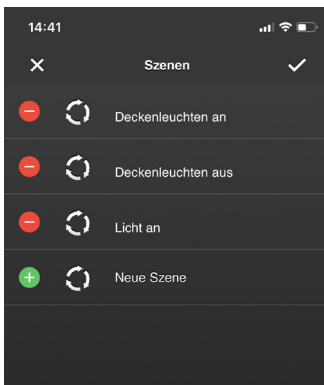 14:41
Szenen
Deckenleuchten an
Deckenleuchten aus
Licht an
Neue Szene